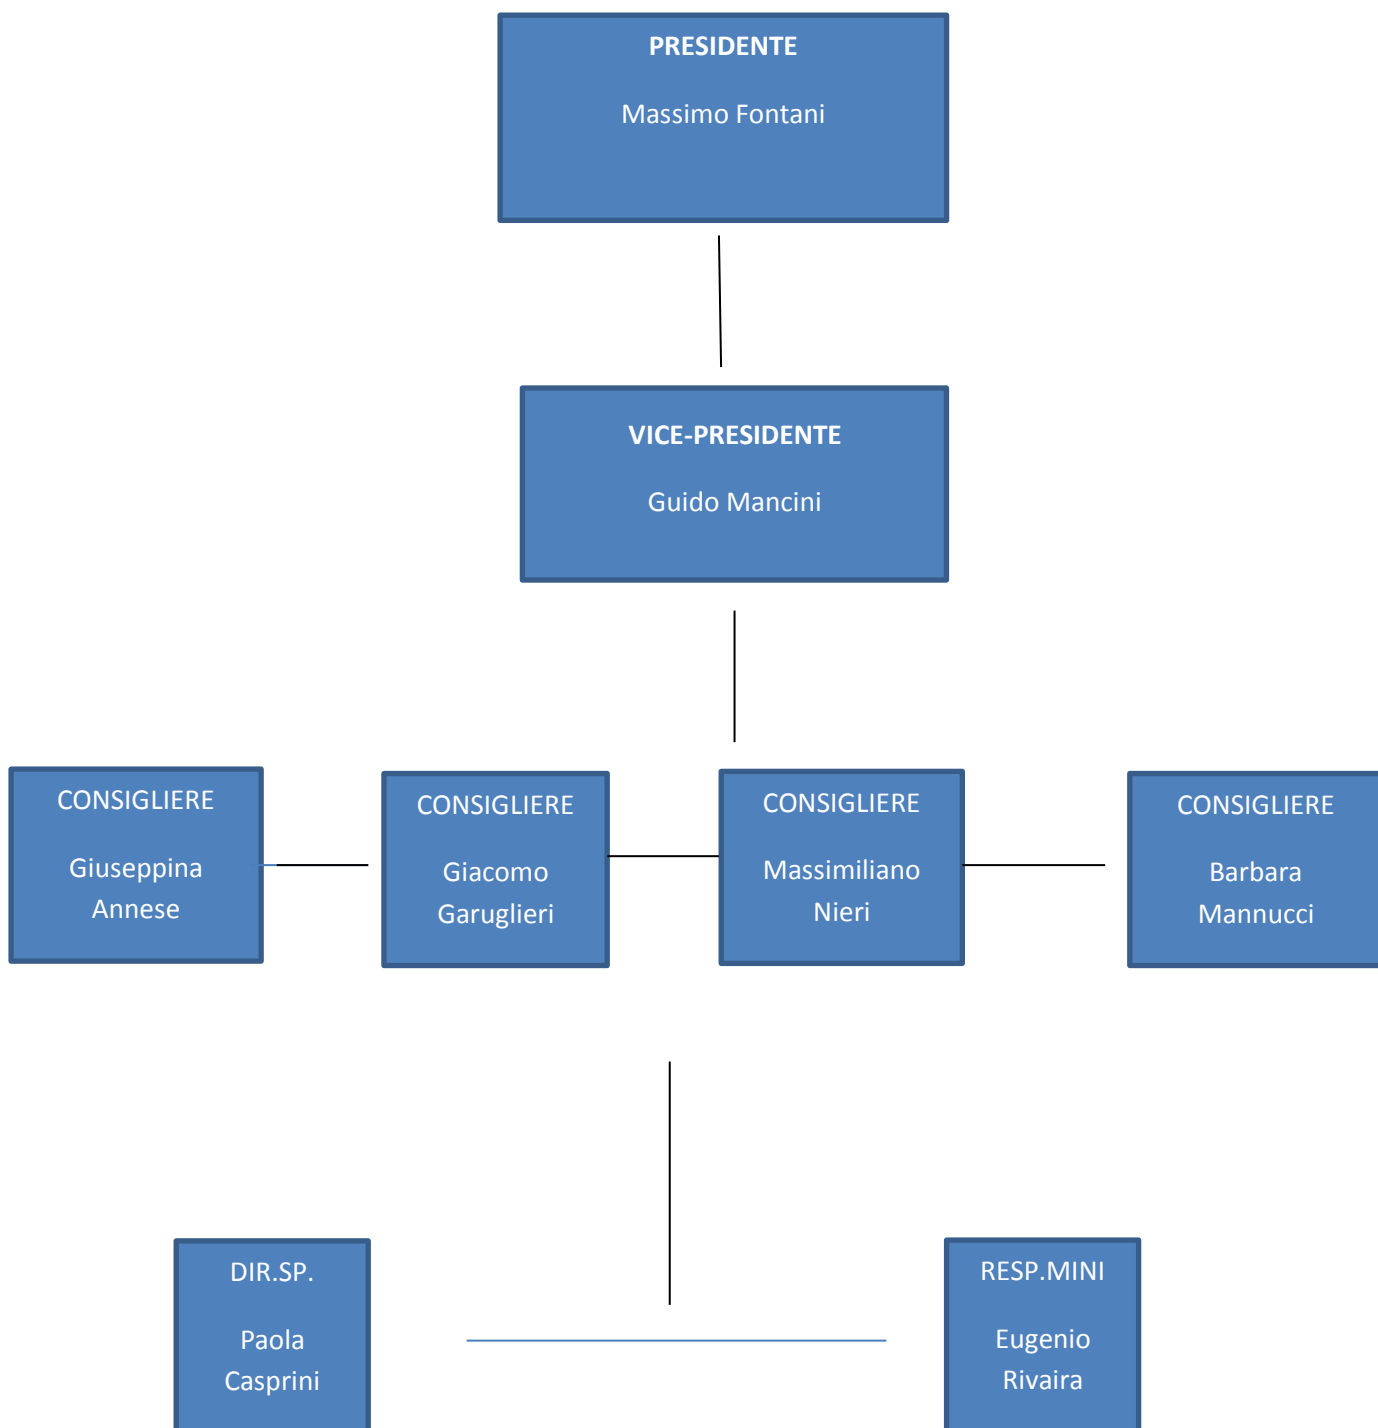 PRESIDENTE
Massimo Fontani
VICE-PRESIDENTE
Guido Mancini
CONSIGLIERE
Giuseppina
Annese
CONSIGLIERE
Giacomo
Garuglieri
CONSIGLIERE
Massimiliano
Nieri
CONSIGLIERE
Barbara
Mannucci
DIR.SP.
Paola
Casprini
RESP.MINI
Eugenio
Rivaira